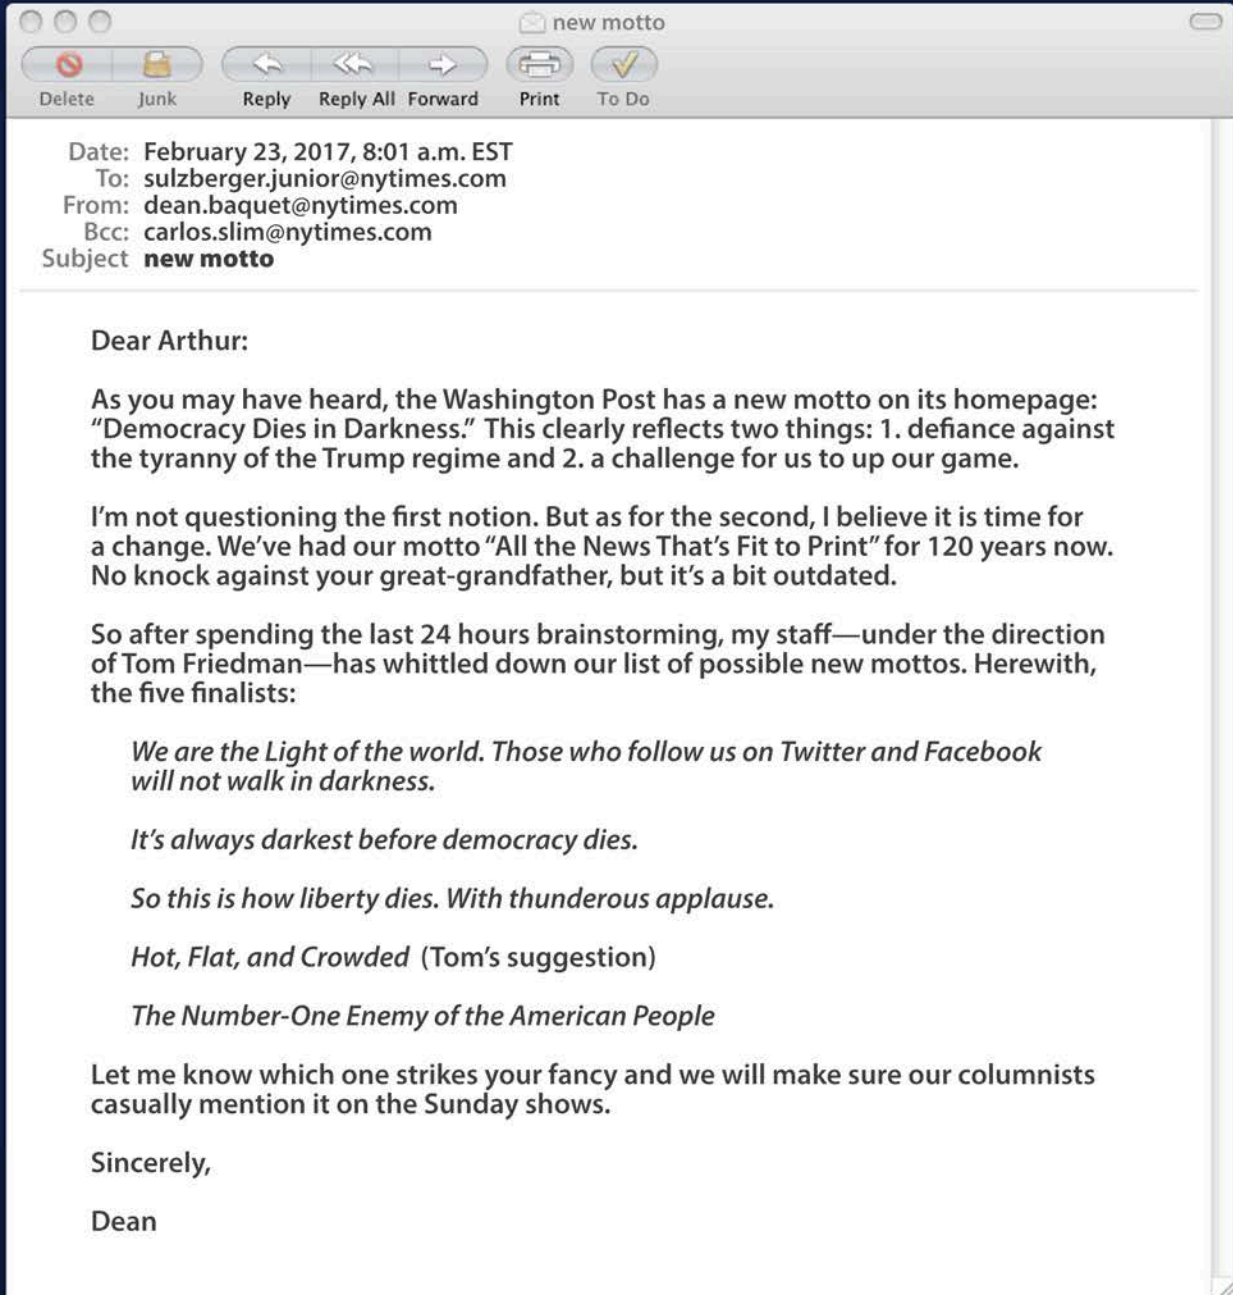 new motto
Delete Junk Reply Reply All Forward Print To Do
Date: February 23, 2017, 8:01 a.m. EST
To: sulzberger.junior@nytimes.com
From: dean.baquet@nytimes.com
Bcc: carlos.slim@nytimes.com
Subject new motto
Dear Arthur:
As you may have heard, the Washington Post has a new motto on its homepage:
“Democracy Dies in Darkness.” This clearly reflects two things: 1. defiance against
the tyranny of the Trump regime and 2. a challenge for us to up our game.
I’m not questioning the first notion. But as for the second, I believe it is time for
a change. We’ve had our motto “All the News That’s Fit to Print” for 120 years now.
No knock against your great-grandfather, but it’s a bit outdated.
So after spending the last 24 hours brainstorming, my staff—under the direction
of Tom Friedman—has whittled down our list of possible new mottos. Herewith,
the five finalists:
We are the Light of the world. Those who follow us on Twitter and Facebook
will not walk in darkness.
It’s always darkest before democracy dies.
So this is how liberty dies. With thunderous applause.
Hot, Flat, and Crowded (Tom’s suggestion)
The Number-One Enemy of the American People
Let me know which one strikes your fancy and we will make sure our columnists
casually mention it on the Sunday shows.
Sincerely,
Dean